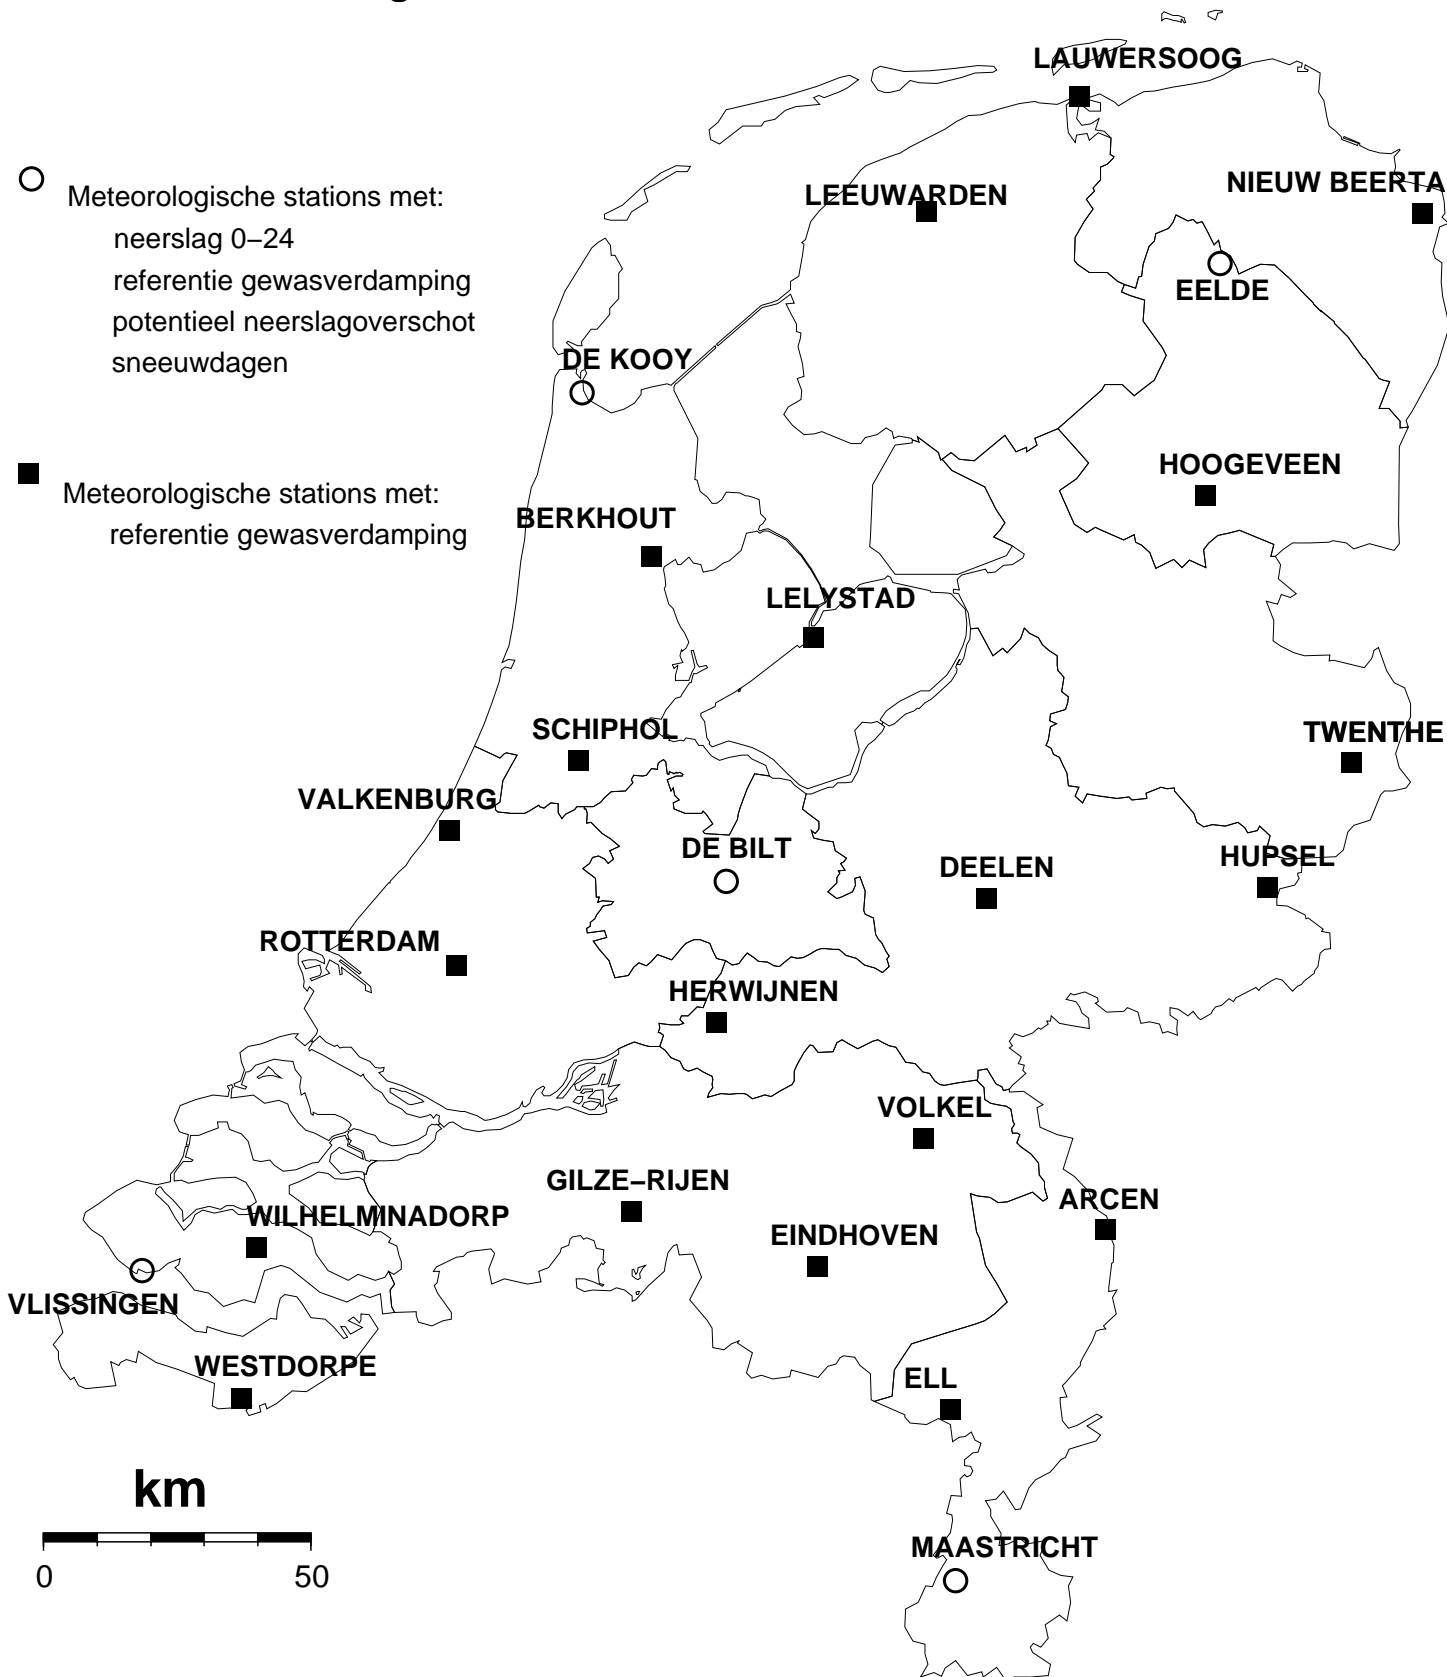 LAUWERSOOG
NIEUW BEERTA
LEEUWARDEN
Meteorologische stations met:
neerslag 0–24
referentie gewasverdamping
potentieel neerslagoverschot
sneeuwdagen
EELDE
DE KOOY
HOOGEVEEN
Meteorologische stations met:
referentie gewasverdamping
BERKHOUT
LELYSTAD
SCHIPHOL
TWENTHE
VALKENBURG
DE BILT
HUPSEL
DEELEN
ROTTERDAM
HERWIJNEN
VOLKEL
GILZE–RIJEN
ARCEN
WILHELMINADORP
EINDHOVEN
VLISSINGEN
WESTDORPE
ELL
km
MAASTRICHT
0 50